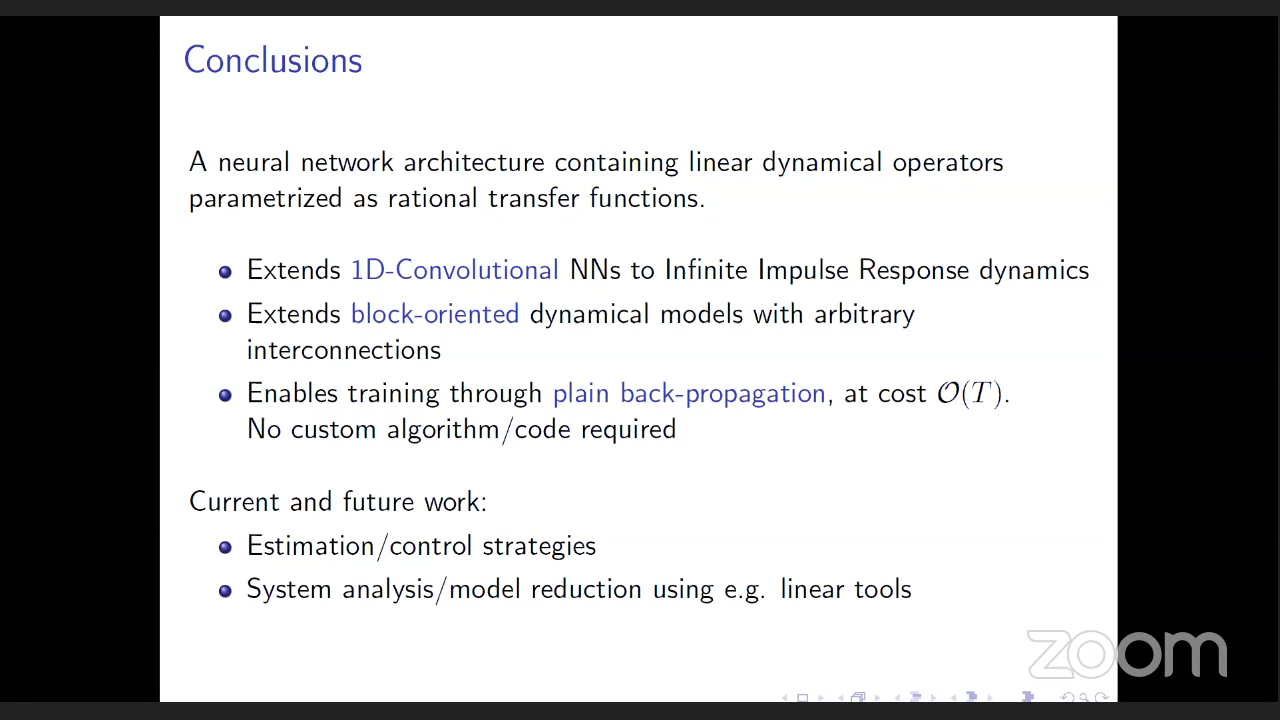 Conclusions
A neural network architecture containing linear dynamical operators
parametrized as rational transfer functions.
Extends 1D-Convolutional NNs to Infinite Impulse Response dynamics
Extends block-oriented dynamical models with arbitrary
interconnections
Enables training through plain back-propagation, at cost 𝒪(T).
No custom algorithm/code required
Current and future work:
Estimation/control strategies
System analysis/model reduction using e.g. linear tools
zoom